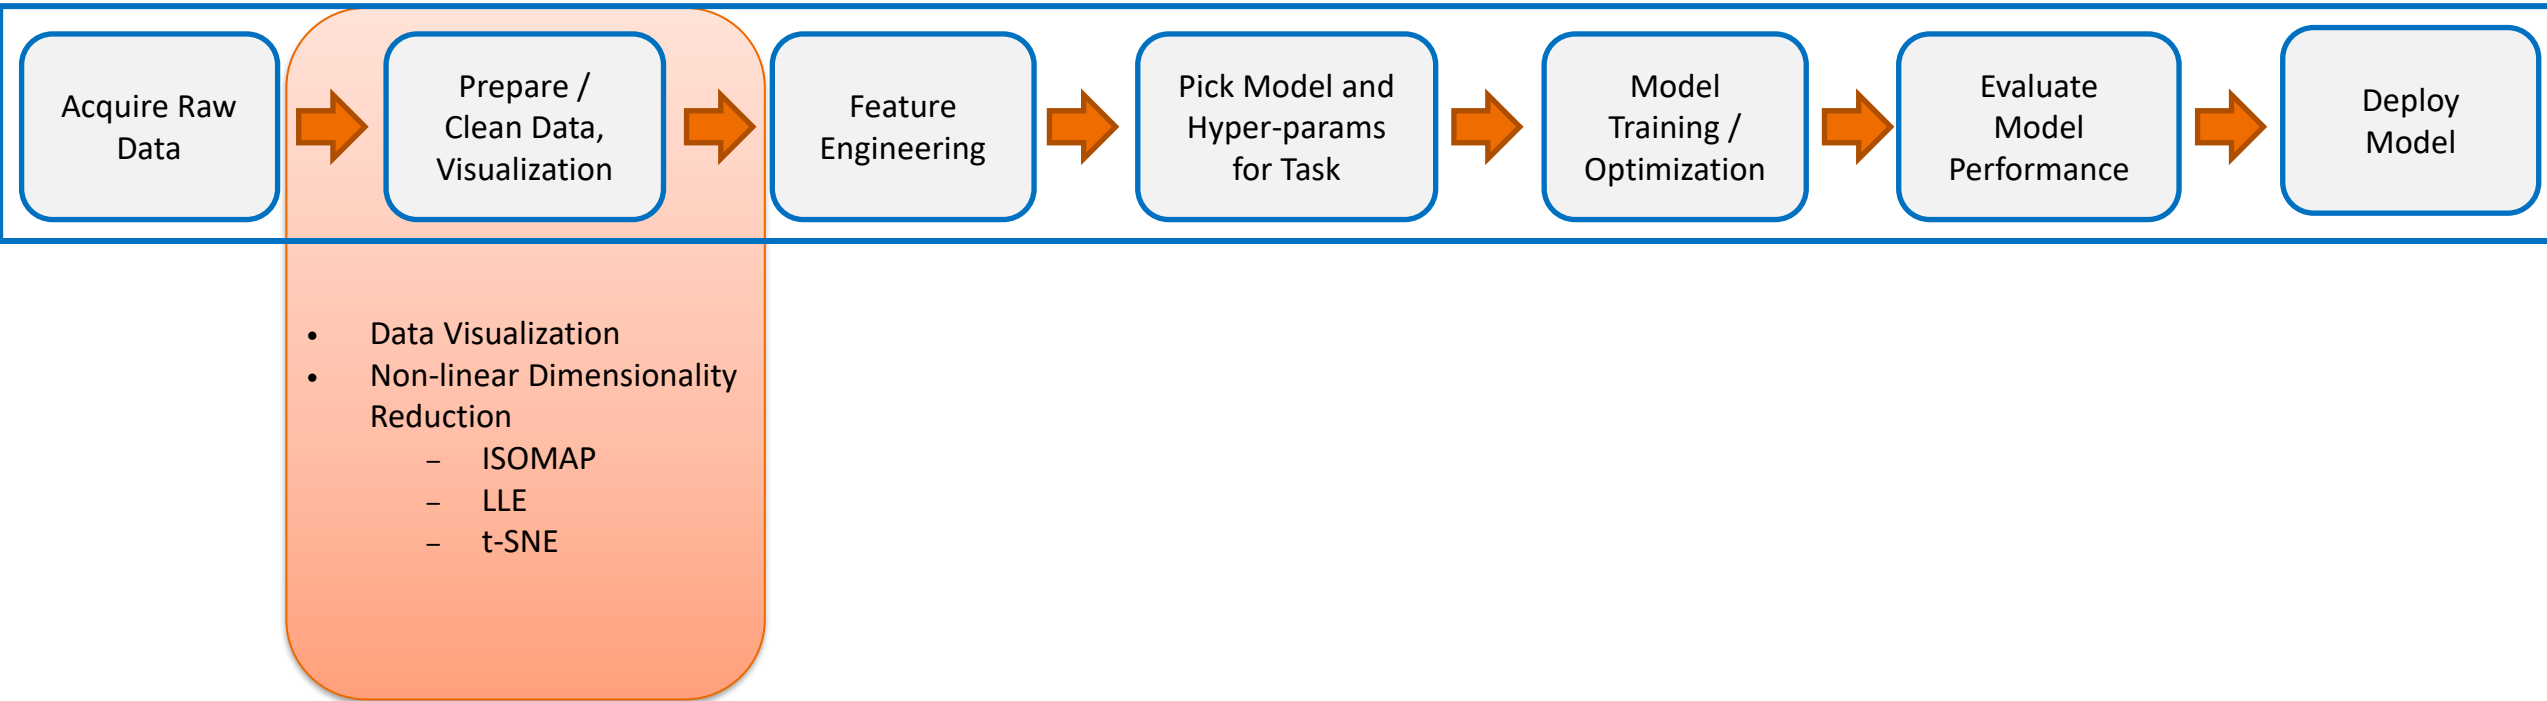 Acquire Raw
Data
Prepare /
Clean Data,
Visualization
Feature
Engineering
Pick Model and
Hyper-params
for Task
Model
Training /
Optimization
Evaluate
Model
Performance
Deploy
Model
• Data Visualization
• Non-linear Dimensionality
Reduction
– ISOMAP
– LLE
– t-SNE